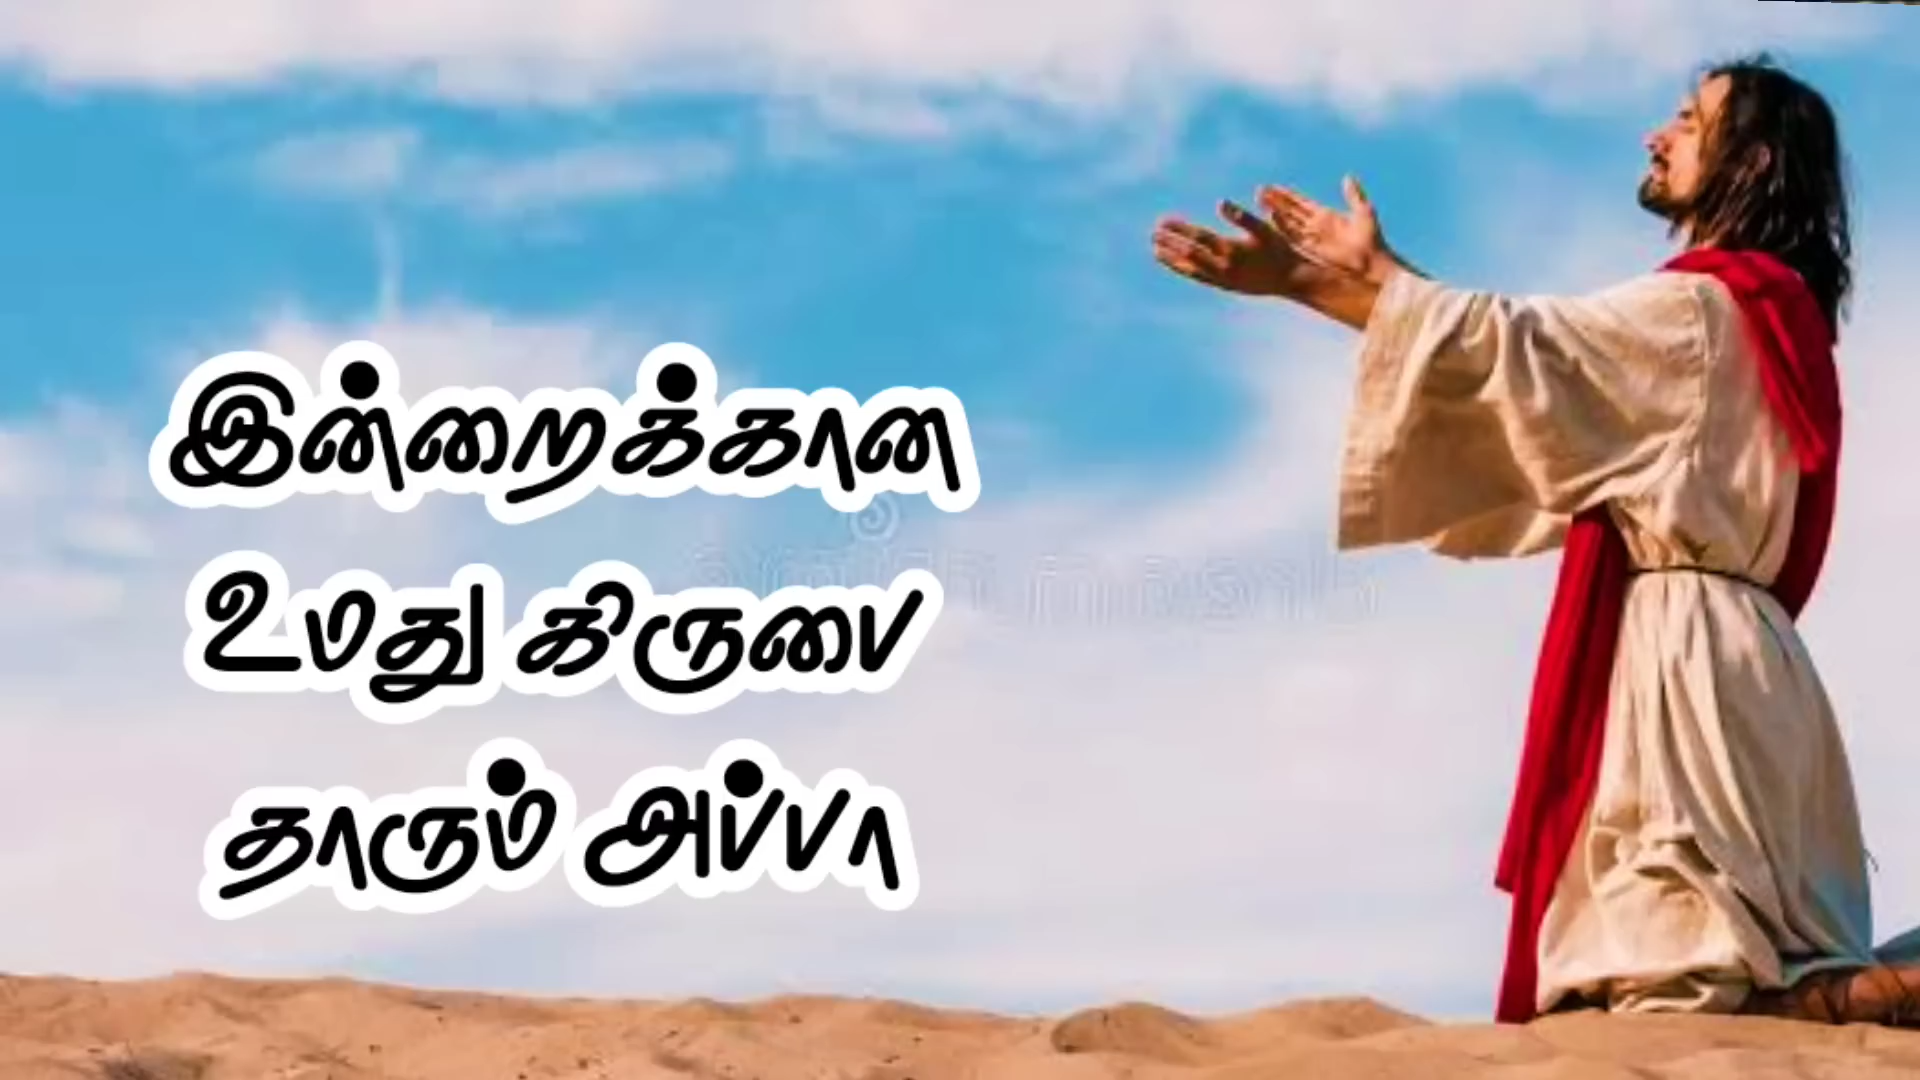 இன்றைக்கான
உமது கிருபை
தாரும் அப்பா